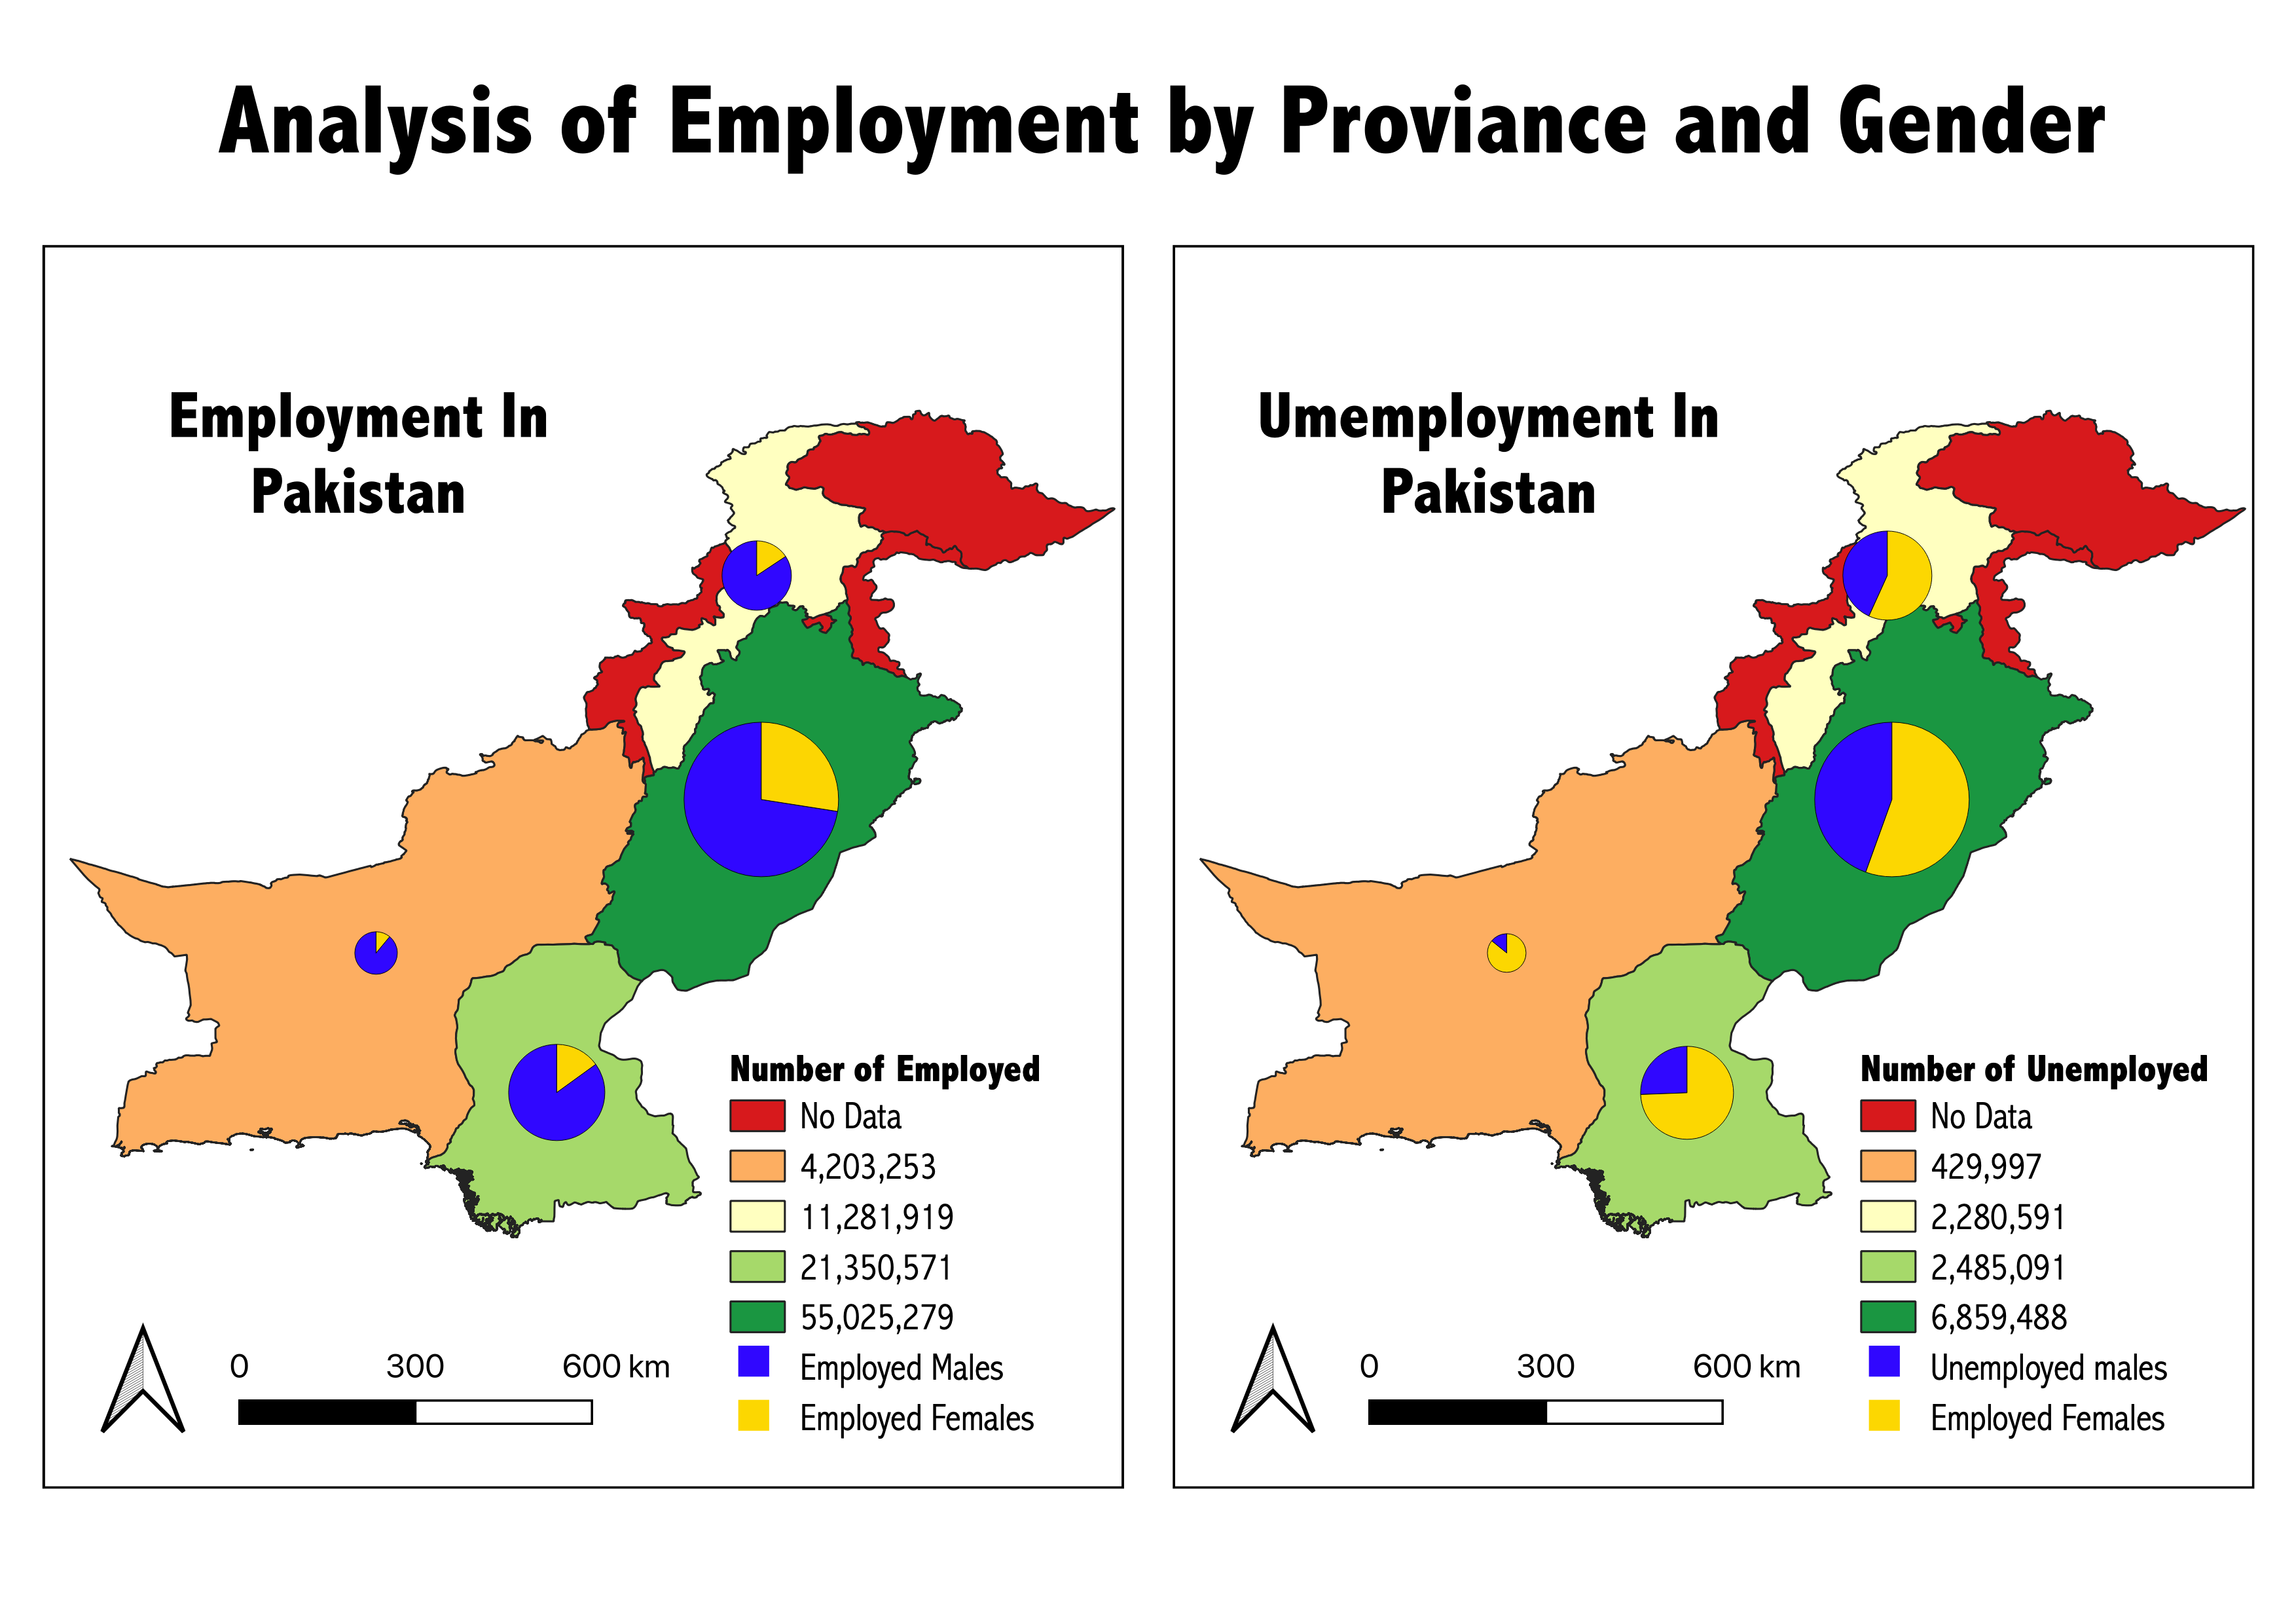 Analysis of Employment by Proviance and Gender
Employment In
Pakistan
Number of Employed
No Data
4,203,253
11,281,919
21,350,571
55,025,279
Employed Males
Employed Females
0 300 600 km
Umemployment In
Pakistan
Number of Unemployed
No Data
429,997
2,280,591
2,485,091
6,859,488
Unemployed males
Employed Females
0 300 600 km